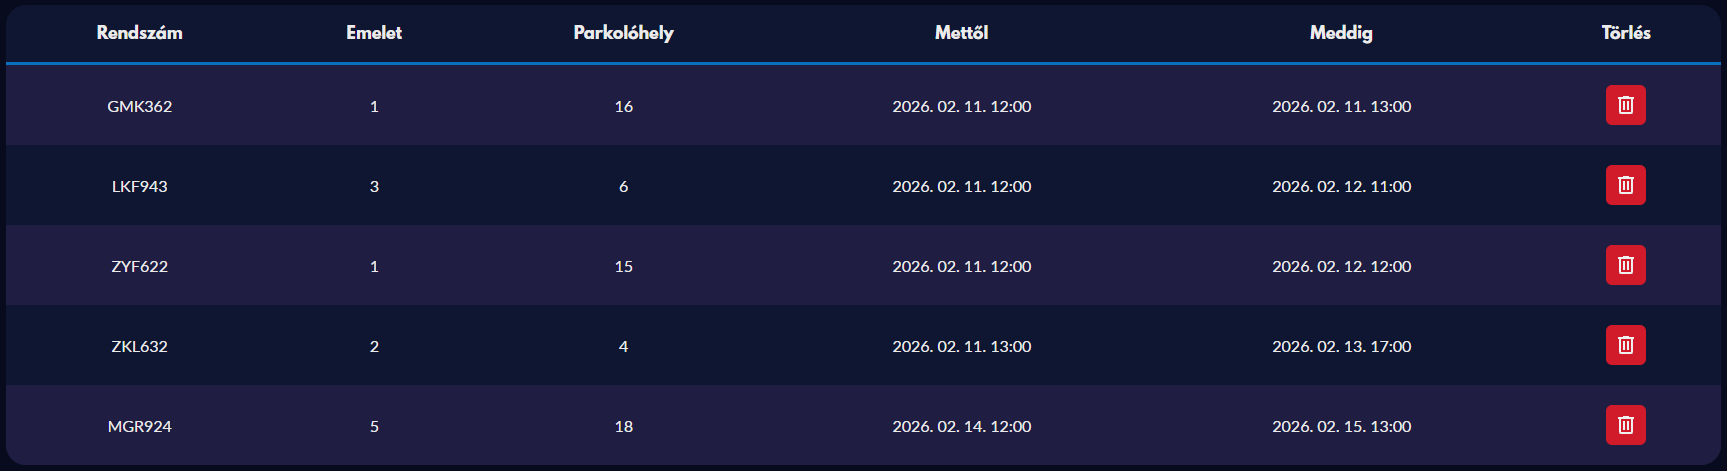 Rendszám Emelet Parkolóhely Mettől Meddig Törlés
GMK362 1 16 2026. 02. 11. 12:00 2026. 02. 11. 13:00
LKF943 3 6 2026. 02. 11. 12:00 2026. 02. 12. 11:00
ZYF622 1 15 2026. 02. 11. 12:00 2026. 02. 12. 12:00
ZKL632 2 4 2026. 02. 11. 13:00 2026. 02. 13. 17:00
MGR924 5 18 2026. 02. 14. 12:00 2026. 02. 15. 13:00